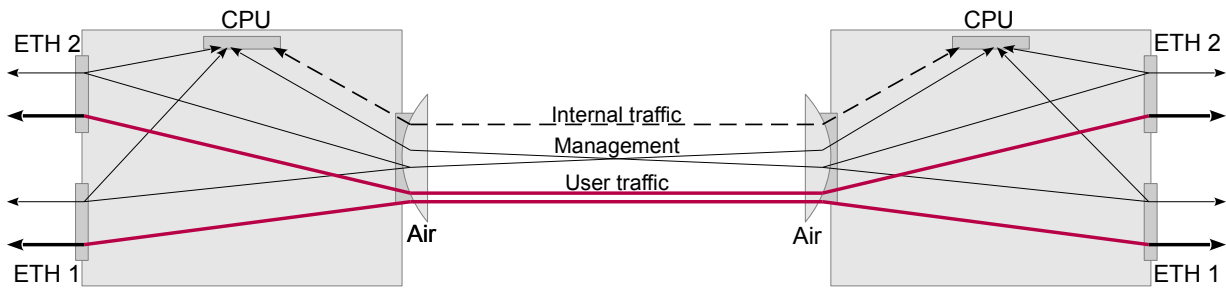 CPU
CPU
ETH 2
ETH 2
Internal traffic
Management
User traffic
Air
Air
ETH 1
ETH 1